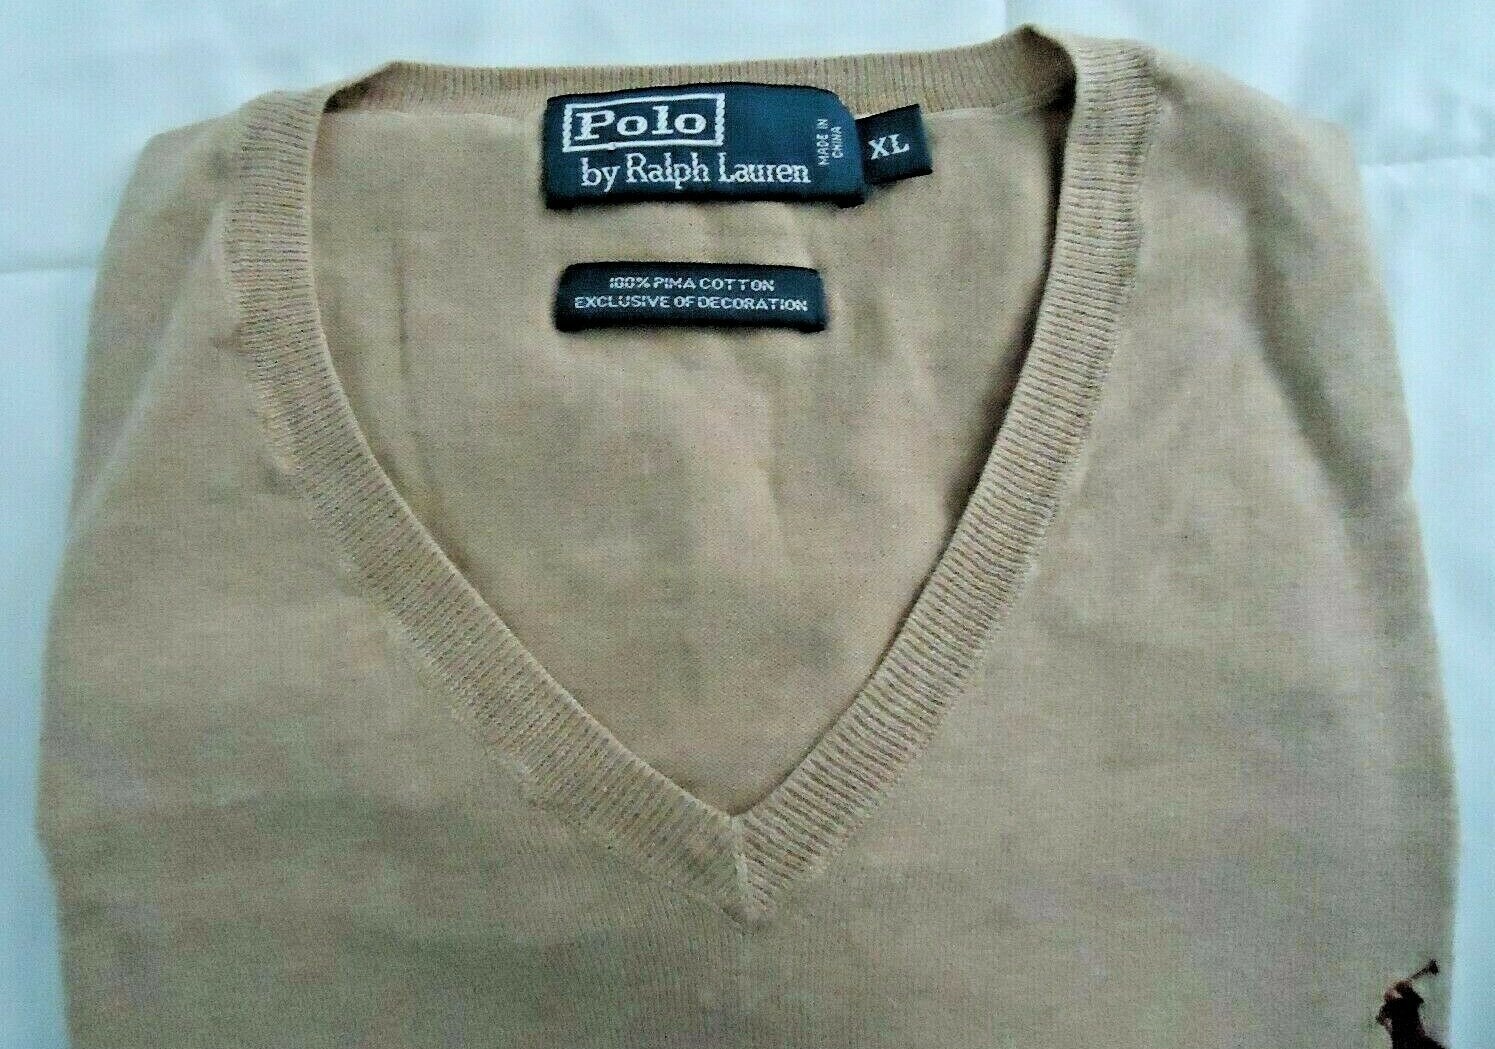 Polo
by Ralph Lauren
MADE IN
CHINA
XL
100% PIMA COTTON
EXCLUSIVE OF DECORATION